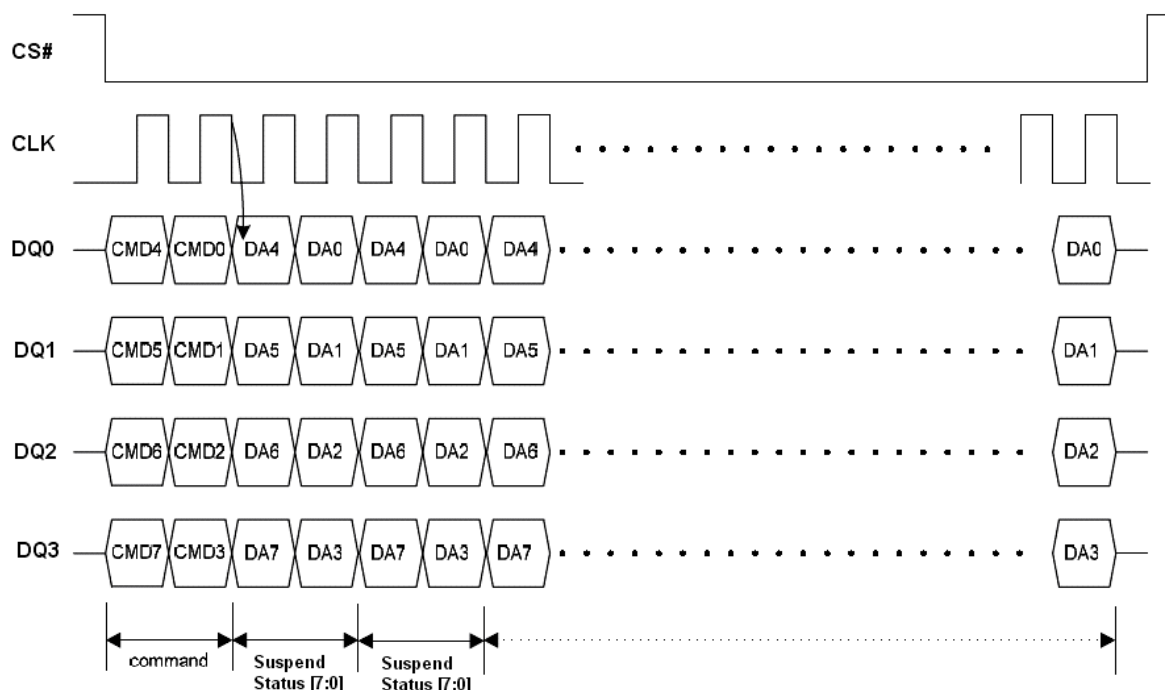 CS#
CLK
DQ0 CMD4 CMD0 DA4 DA0 DA4 DA0 DA4 DA0
DQ1 CMD5 CMD1 DA5 DA1 DA5 DA1 DA5 DA1
DQ2 CMD6 CMD2 DA6 DA2 DA6 DA2 DA6 DA2
DQ3 CMD7 CMD3 DA7 DA3 DA7 DA3 DA7 DA3
command
Suspend
Status [7:0]
Suspend
Status [7:0]